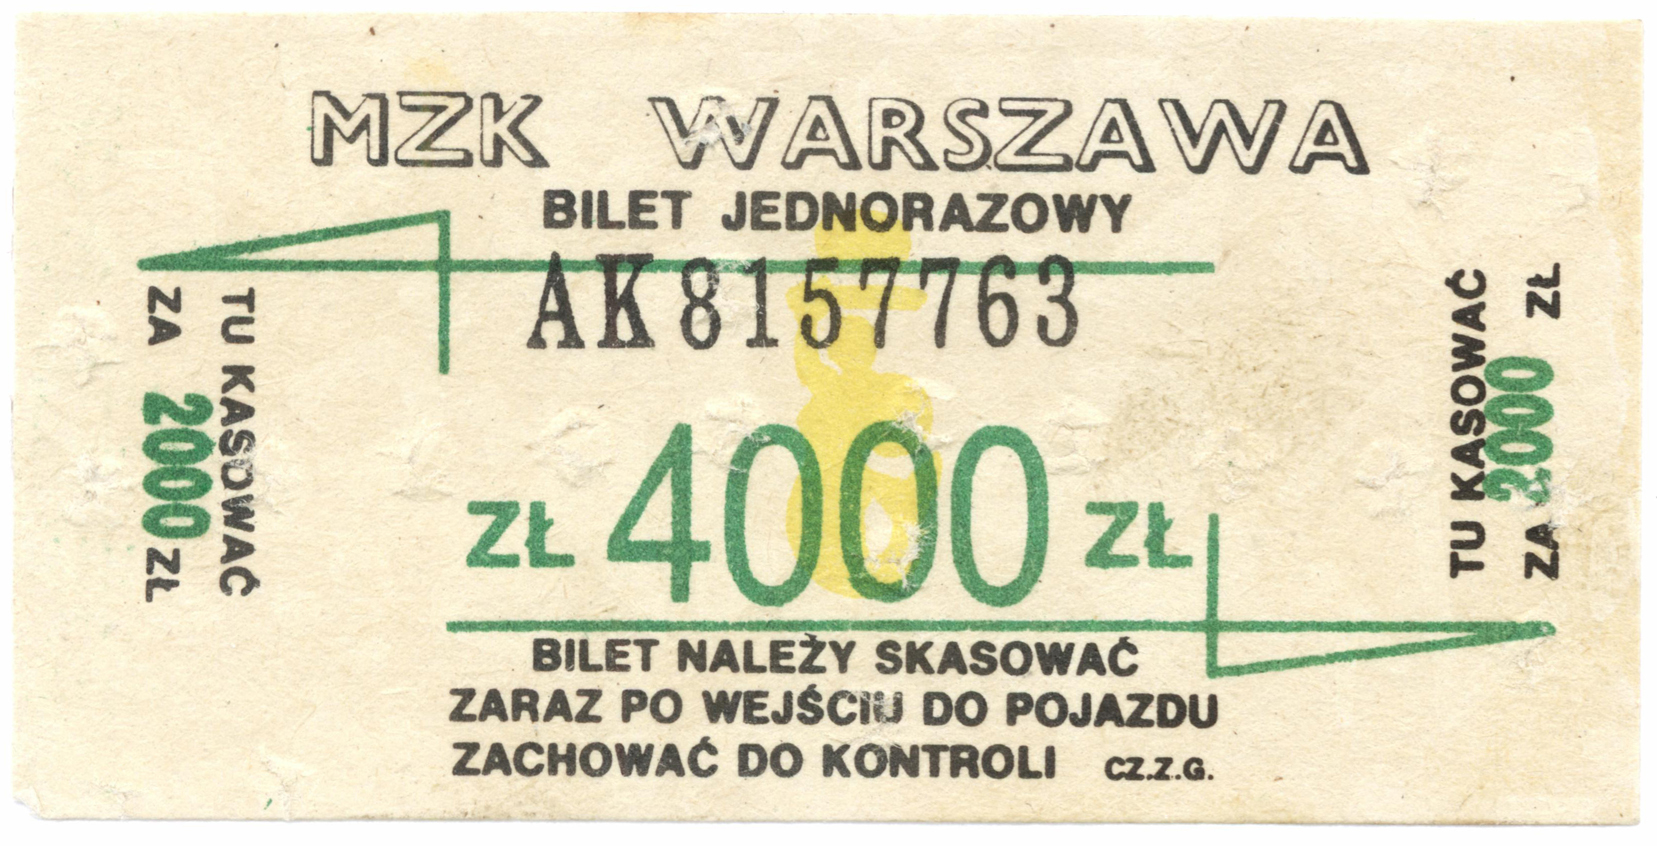 MZK WARSZAWA
BILET JEDNORAZOWY
AK8157763
TU KASOWAĆ
ZA 2000 ZŁ
ZŁ 4000 ZŁ
TU KASOWAĆ
ZA 2000 ZŁ
BILET NALEŻY SKASOWAĆ
ZARAZ PO WEJŚCIU DO POJAZDU
ZACHOWAĆ DO KONTROLI CZ.Z.G.